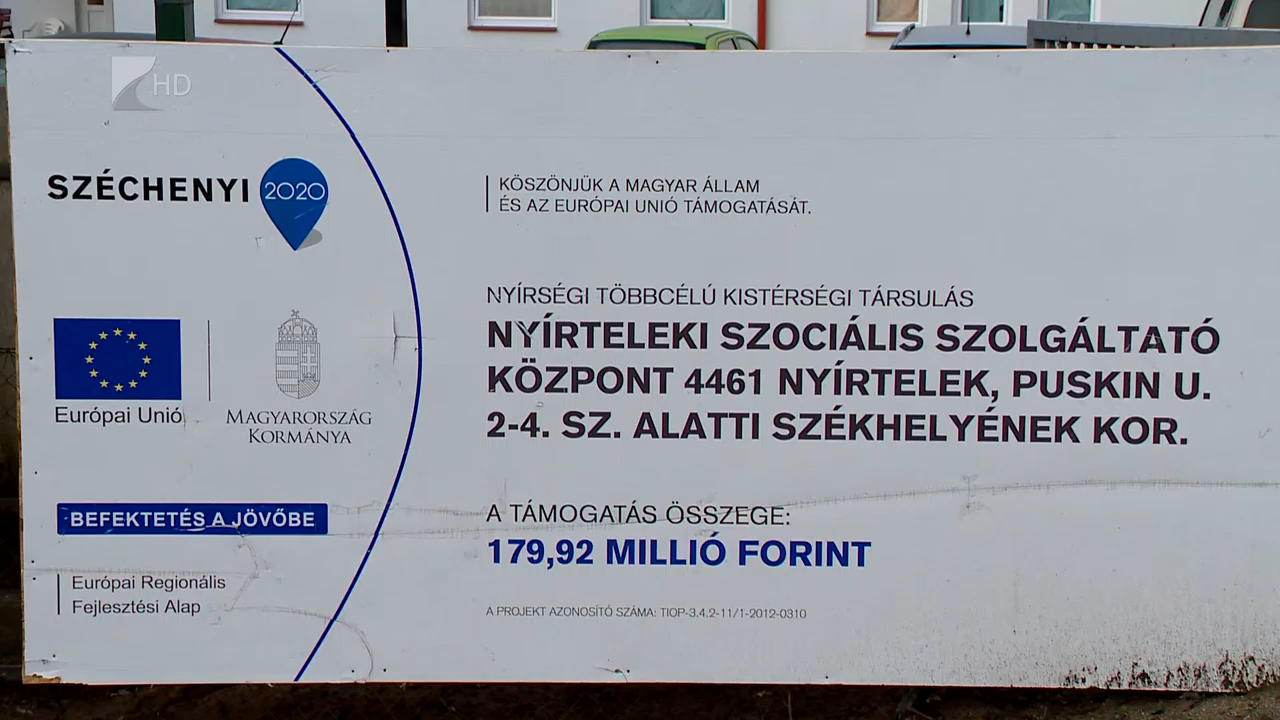 HD
SZÉCHENYI 2020
KÖSZÖNJÜK A MAGYAR ÁLLAM
ÉS AZ EURÓPAI UNIÓ TÁMOGATÁSÁT.
NYÍRSÉGI TÖBBCÉLÚ KISTÉRSÉGI TÁRSULÁS
NYÍRTELEKI SZOCIÁLIS SZOLGÁLTATÓ
KÖZPONT 4461 NYÍRTELEK, PUSKIN U.
2-4. SZ. ALATTI SZÉKHELYÉNEK KOR.
Európai Unió
MAGYARORSZÁG
KORMÁNYA
BEFEKTETÉS A JÖVŐBE
A TÁMOGATÁS ÖSSZEGE:
179,92 MILLIÓ FORINT
Európai Regionális
Fejlesztési Alap
A PROJEKT AZONOSÍTÓ SZÁMA: TIOP-3.4.2-11/1-2012-0310